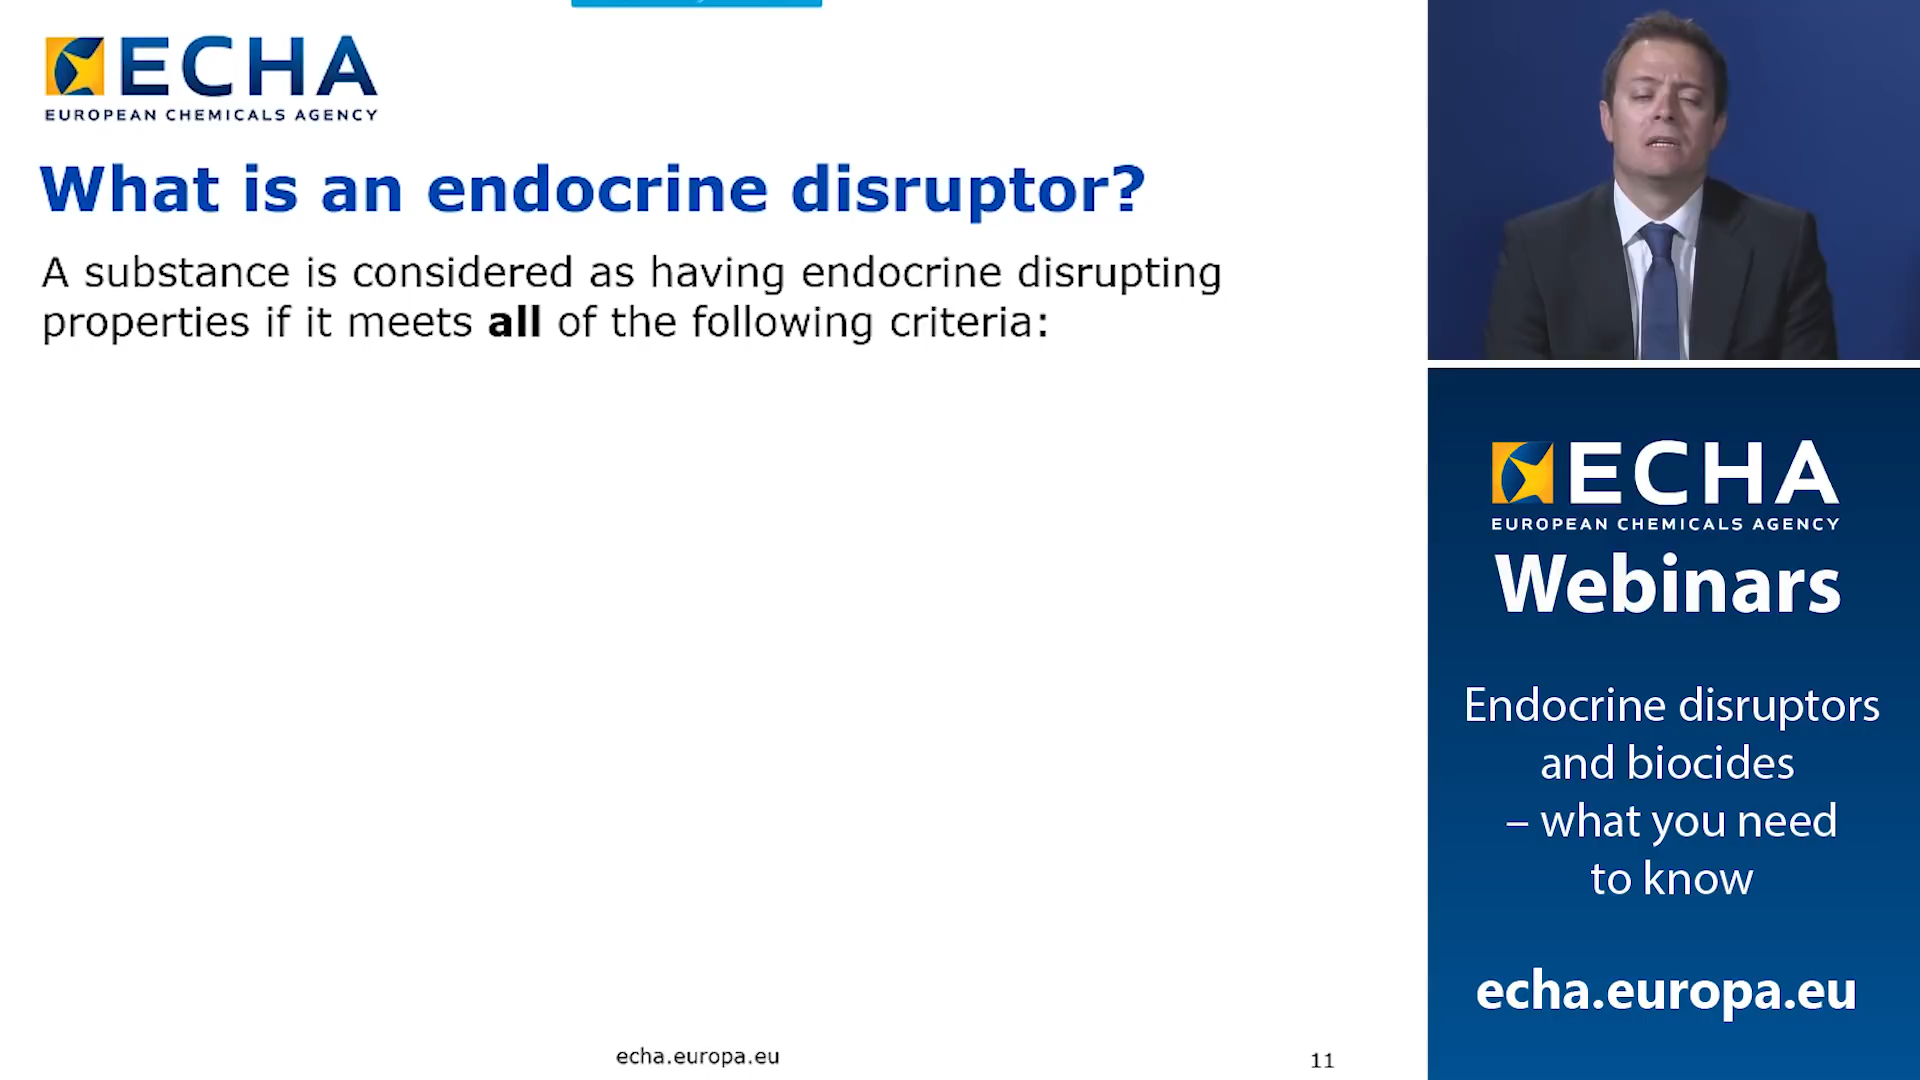 ECHA
EUROPEAN CHEMICALS AGENCY
What is an endocrine disruptor?
A substance is considered as having endocrine disrupting
properties if it meets all of the following criteria:
echa.europa.eu
11
ECHA
EUROPEAN CHEMICALS AGENCY
Webinars
Endocrine disruptors
and biocides
– what you need
to know
echa.europa.eu